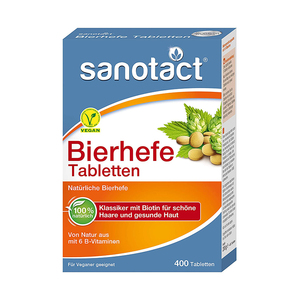 sanotact®
VEGAN
Bierhefe
Tabletten
Natürliche Bierhefe
100%
natürlich
Klassiker mit Biotin für schöne
Haare und gesunde Haut
Von Natur aus
mit 6 B-Vitaminen
Für Veganer geeignet
400 Tabletten